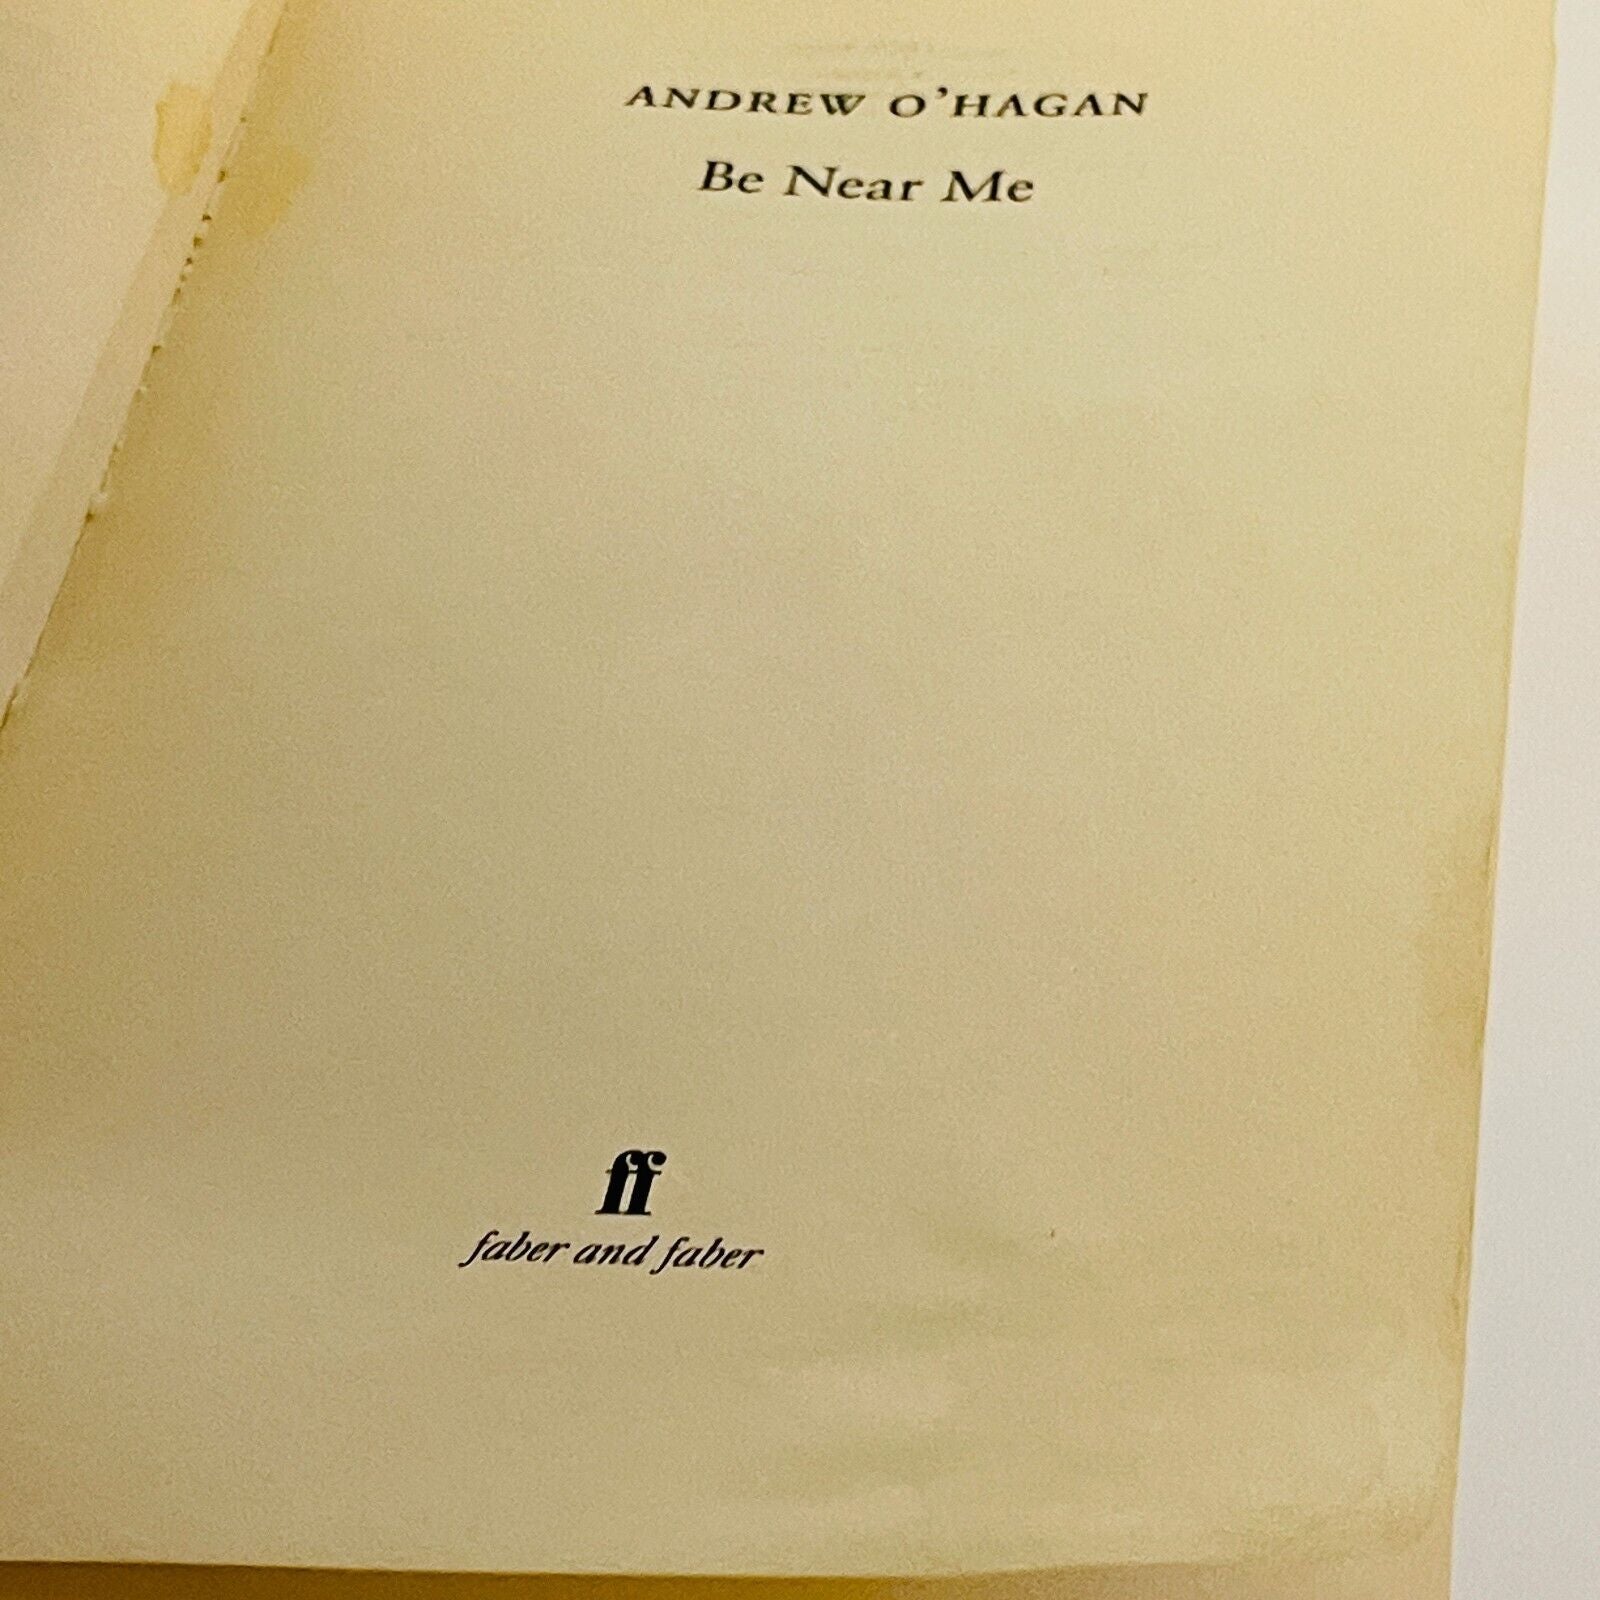 ANDREW O'HAGAN
Be Near Me
ff
faber and faber